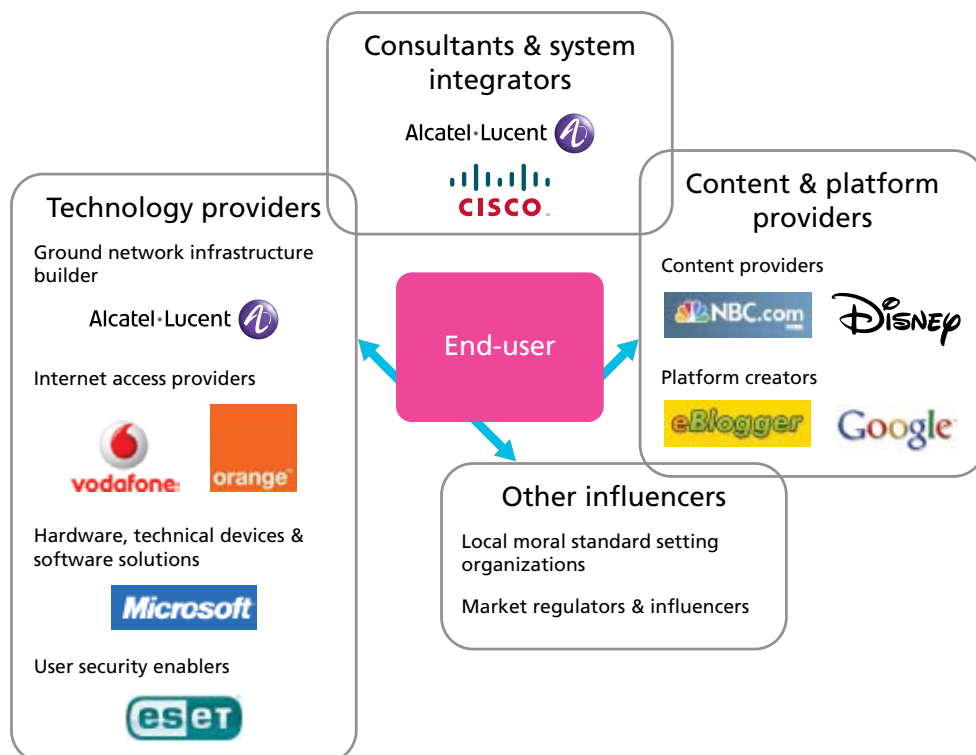 Consultants & system
integrators
Alcatel·Lucent
CISCO
Technology providers
Ground network infrastructure
builder
Alcatel·Lucent
Internet access providers
vodofone
orange™
Hardware, technical devices &
software solutions
Microsoft
User security enablers
eseT
End-user
Content & platform
providers
Content providers
NBC.com
Disney
Platform creators
eBlogger
Google
Other influencers
Local moral standard setting
organizations
Market regulators & influencers